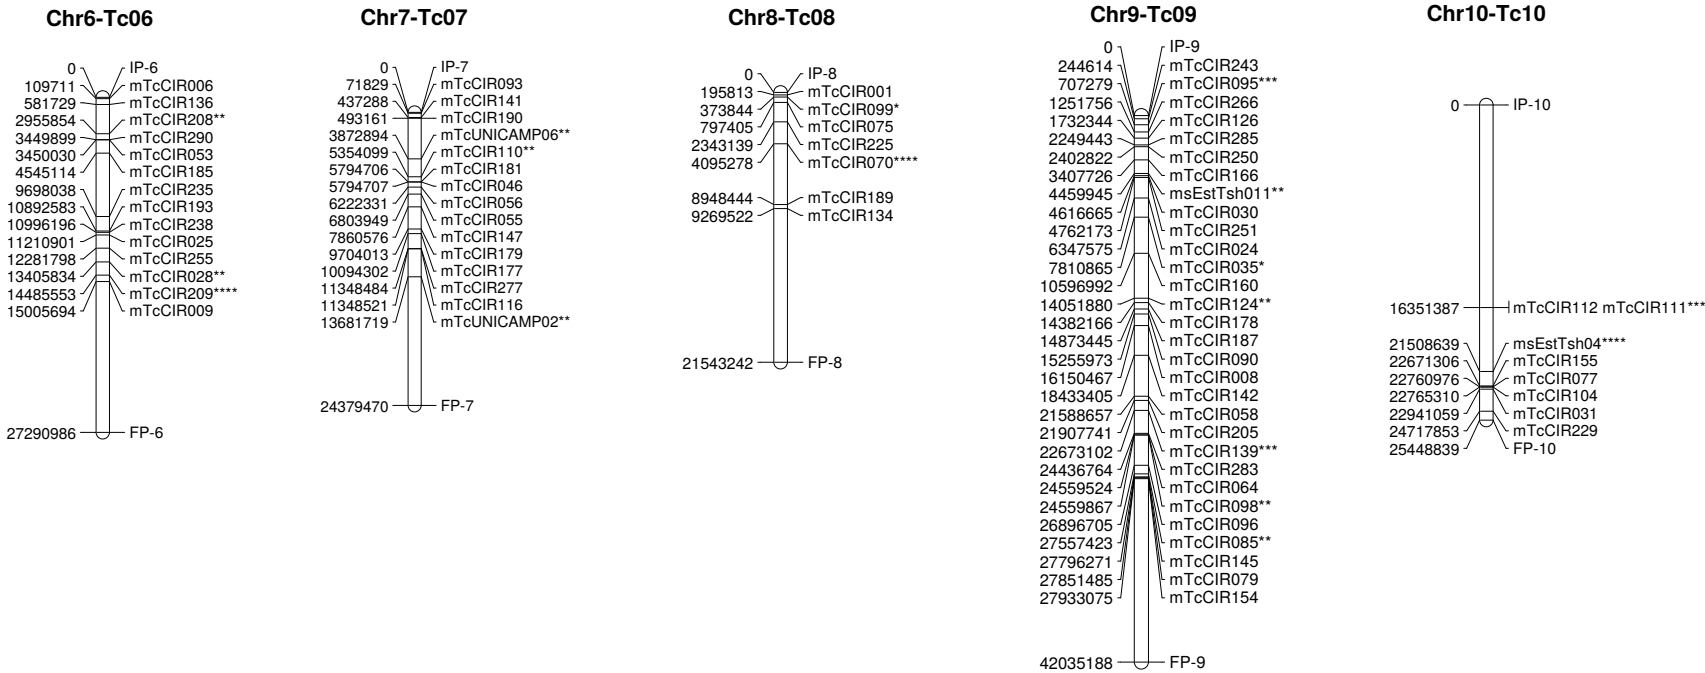 Chr6-Tc06
0 IP-6
109711 mTcCIR006
581729 mTcCIR136
2955854 mTcCIR208**
3449899 mTcCIR290
3450030 mTcCIR053
4545114 mTcCIR185
9698038 mTcCIR235
10892583 mTcCIR193
10996196 mTcCIR238
11210901 mTcCIR025
12281798 mTcCIR255
13405834 mTcCIR028**
14485553 mTcCIR209****
15005694 mTcCIR009
27290986 FP-6
Chr7-Tc07
0 IP-7
71829 mTcCIR093
437288 mTcCIR141
493161 mTcCIR190
3872894 mTcUNICAMP06**
5354099 mTcCIR110**
5794706 mTcCIR181
5794707 mTcCIR046
6222331 mTcCIR056
6803949 mTcCIR055
7860576 mTcCIR147
9704013 mTcCIR179
10094302 mTcCIR177
11348484 mTcCIR277
11348521 mTcCIR116
13681719 mTcUNICAMP02**
24379470 FP-7
Chr8-Tc08
0 IP-8
195813 mTcCIR001
373844 mTcCIR099*
797405 mTcCIR075
2343139 mTcCIR225
4095278 mTcCIR070****
8948444 mTcCIR189
9269522 mTcCIR134
21543242 FP-8
Chr9-Tc09
0 IP-9
244614 mTcCIR243
707279 mTcCIR095***
1251756 mTcCIR266
1732344 mTcCIR126
2249443 mTcCIR285
2402822 mTcCIR250
3407726 mTcCIR166
4459945 msEstTsh011**
4616665 mTcCIR030
4762173 mTcCIR251
6347575 mTcCIR024
7810865 mTcCIR035*
10596992 mTcCIR160
14051880 mTcCIR124**
14382166 mTcCIR178
14873445 mTcCIR187
15255973 mTcCIR090
16150467 mTcCIR008
18433405 mTcCIR142
21588657 mTcCIR058
21907741 mTcCIR205
22673102 mTcCIR139***
24436764 mTcCIR283
24559524 mTcCIR064
24559867 mTcCIR098**
26896705 mTcCIR096
27557423 mTcCIR085**
27796271 mTcCIR145
27851485 mTcCIR079
27933075 mTcCIR154
42035188 FP-9
Chr10-Tc10
0 IP-10
16351387 mTcCIR112 mTcCIR111***
21508639 msEstTsh04****
22671306 mTcCIR155
22760976 mTcCIR077
22765310 mTcCIR104
22941059 mTcCIR031
24717853 mTcCIR229
25448839 FP-10